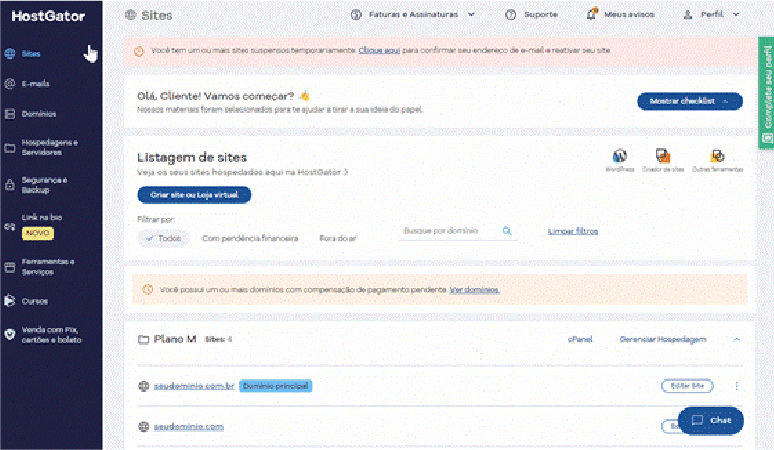 HostGator
Sites
Faturas e Assinaturas
Suporte
Meus avisos
Perfil
Sites
E-mails
Domínios
Hospedagens e
Servidores
Segurança e
Backup
Link na bio
NOVO
Ferramentas e
Serviços
Cursos
Venda com Pix,
cartões e boleto
Você tem um ou mais sites suspensos temporariamente. Clique aqui para confirmar seu endereço de e-mail e reativar seu site
Complete seu perfil
Olá, Cliente! Vamos começar?
Nossos materiais foram selecionados para te ajudar a tirar a sua ideia do papel.
Mostrar checklist
Listagem de sites
Veja os seus sites hospedados aqui na HostGator :)
WordPress
Criador de sites
Outras ferramentas
Criar site ou Loja virtual
Filtrar por:
Todos
Com pendência financeira
Fora do ar
Busque por domínio
Limpar filtros
Você possui um ou mais domínios com compensação de pagamento pendente. Ver domínios.
Plano M
Sites: 4
cPanel
Gerenciar Hospedagem
seudominio.com.br
Domínio principal
Editar Site
seudominio.com
Chat